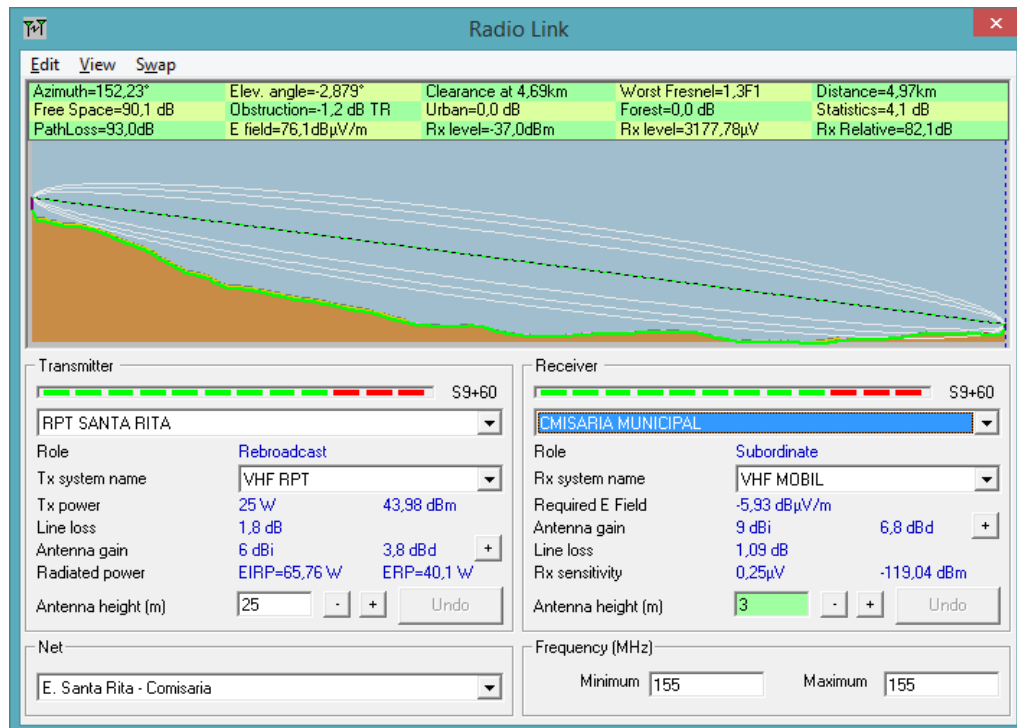 Radio Link
Edit View Swap
Azimuth=152,23° Elev. angle=-2,879° Clearance at 4,69km Worst Fresnel=1,3F1 Distance=4,97km
Free Space=90,1 dB Obstruction=-1,2 dB TR Urban=0,0 dB Forest=0,0 dB Statistics=4,1 dB
PathLoss=93,0dB E field=76,1dBµV/m Rx level=-37,0dBm Rx level=3177,78µV Rx Relative=82,1dB
Transmitter
S9+60
RPT SANTA RITA
Role Rebroadcast
Tx system name VHF RPT
Tx power 25 W 43,98 dBm
Line loss 1,8 dB
Antenna gain 6 dBi 3,8 dBd +
Radiated power EIRP=65,76 W ERP=40,1 W
Antenna height (m) 25 - + Undo
Net
E. Santa Rita - Comisaria
Receiver
S9+60
CMISARIA MUNICIPAL
Role Subordinate
Rx system name VHF MOBIL
Required E Field -5,93 dBµV/m
Antenna gain 9 dBi 6,8 dBd +
Line loss 1,09 dB
Rx sensitivity 0,25µV -119,04 dBm
Antenna height (m) 3 - + Undo
Frequency (MHz)
Minimum 155 Maximum 155